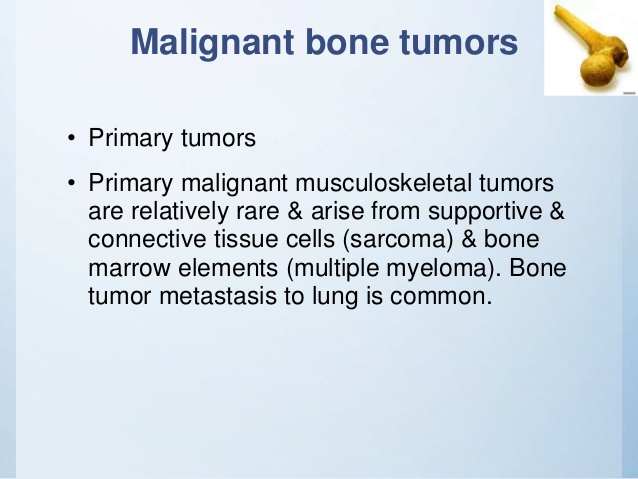 Malignant bone tumors
• Primary tumors
• Primary malignant musculoskeletal tumors
are relatively rare & arise from supportive &
connective tissue cells (sarcoma) & bone
marrow elements (multiple myeloma). Bone
tumor metastasis to lung is common.